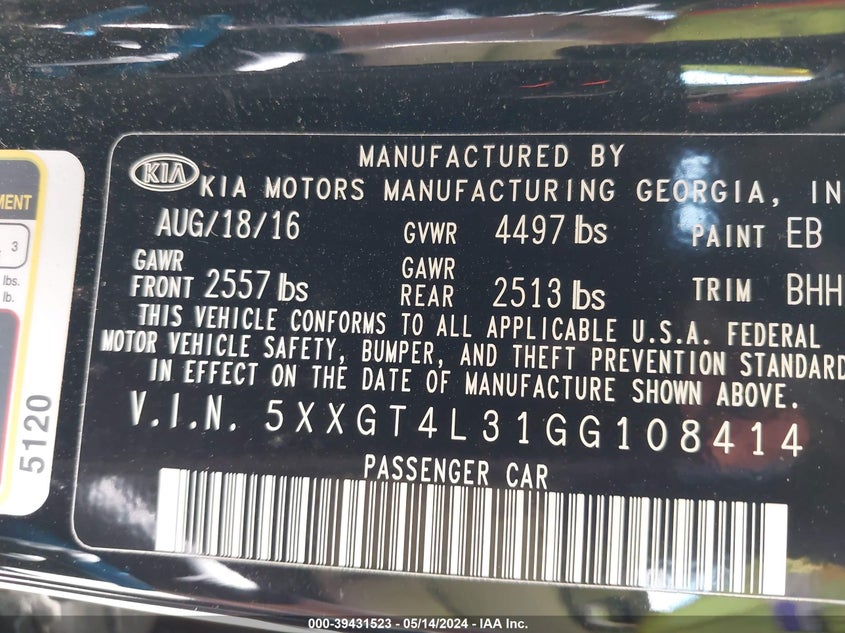 MANUFACTURED BY
KIA
KIA MOTORS MANUFACTURING GEORGIA, IN
AUG/18/16 GVWR 4497 lbs PAINT EB
GAWR FRONT 2557 lbs GAWR REAR 2513 lbs TRIM BHH
THIS VEHICLE CONFORMS TO ALL APPLICABLE U.S.A. FEDERAL
MOTOR VEHICLE SAFETY, BUMPER, AND THEFT PREVENTION STANDARD
IN EFFECT ON THE DATE OF MANUFACTURE SHOWN ABOVE.
V.I.N. 5XXGT4L31GG108414
PASSENGER CAR
MENT
3
lbs.
lb.
5120
000-39431523 - 05/14/2024 - IAA Inc.